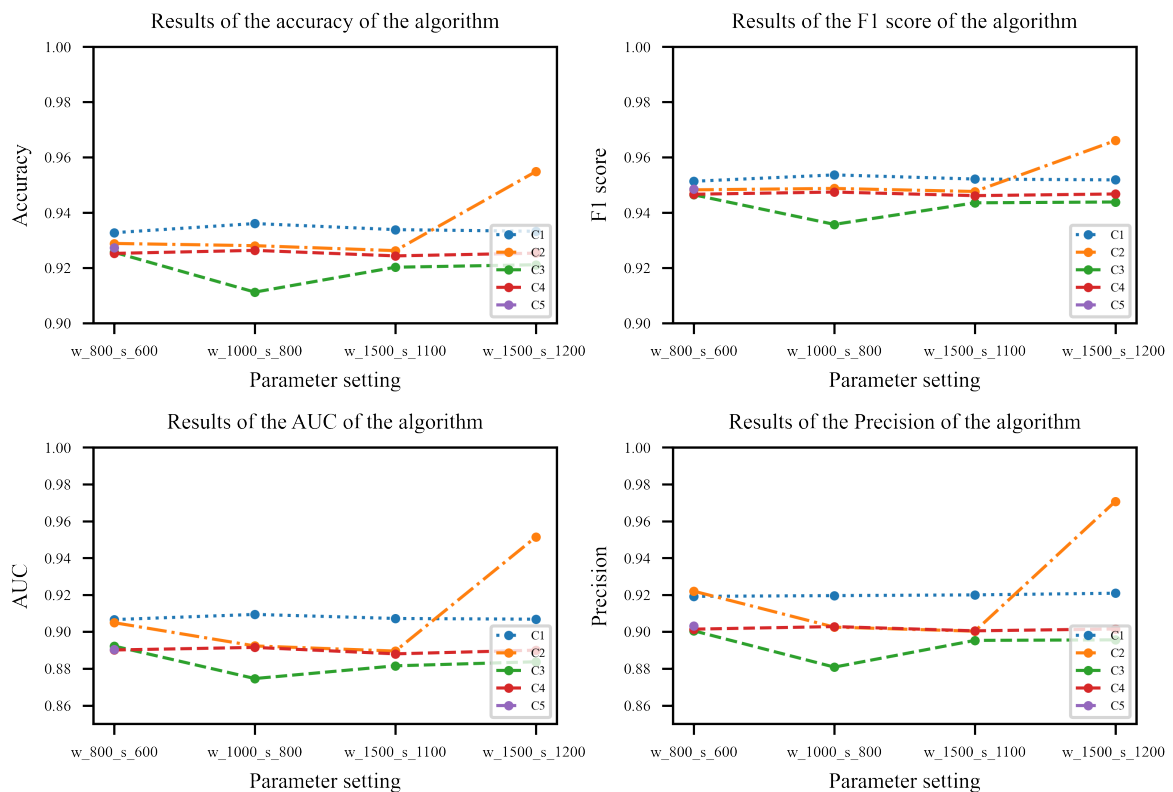 Results of the accuracy of the algorithm
1.00
0.98
0.96
0.94
0.92
0.90
Accuracy
C1
C2
C3
C4
C5
w_800_s_600
w_1000_s_800
w_1500_s_1100
w_1500_s_1200
Parameter setting
Results of the F1 score of the algorithm
1.00
0.98
0.96
0.94
0.92
0.90
F1 score
C1
C2
C3
C4
C5
w_800_s_600
w_1000_s_800
w_1500_s_1100
w_1500_s_1200
Parameter setting
Results of the AUC of the algorithm
1.00
0.98
0.96
0.94
0.92
0.90
0.88
0.86
AUC
C1
C2
C3
C4
C5
w_800_s_600
w_1000_s_800
w_1500_s_1100
w_1500_s_1200
Parameter setting
Results of the Precision of the algorithm
1.00
0.98
0.96
0.94
0.92
0.90
0.88
0.86
Precision
C1
C2
C3
C4
C5
w_800_s_600
w_1000_s_800
w_1500_s_1100
w_1500_s_1200
Parameter setting